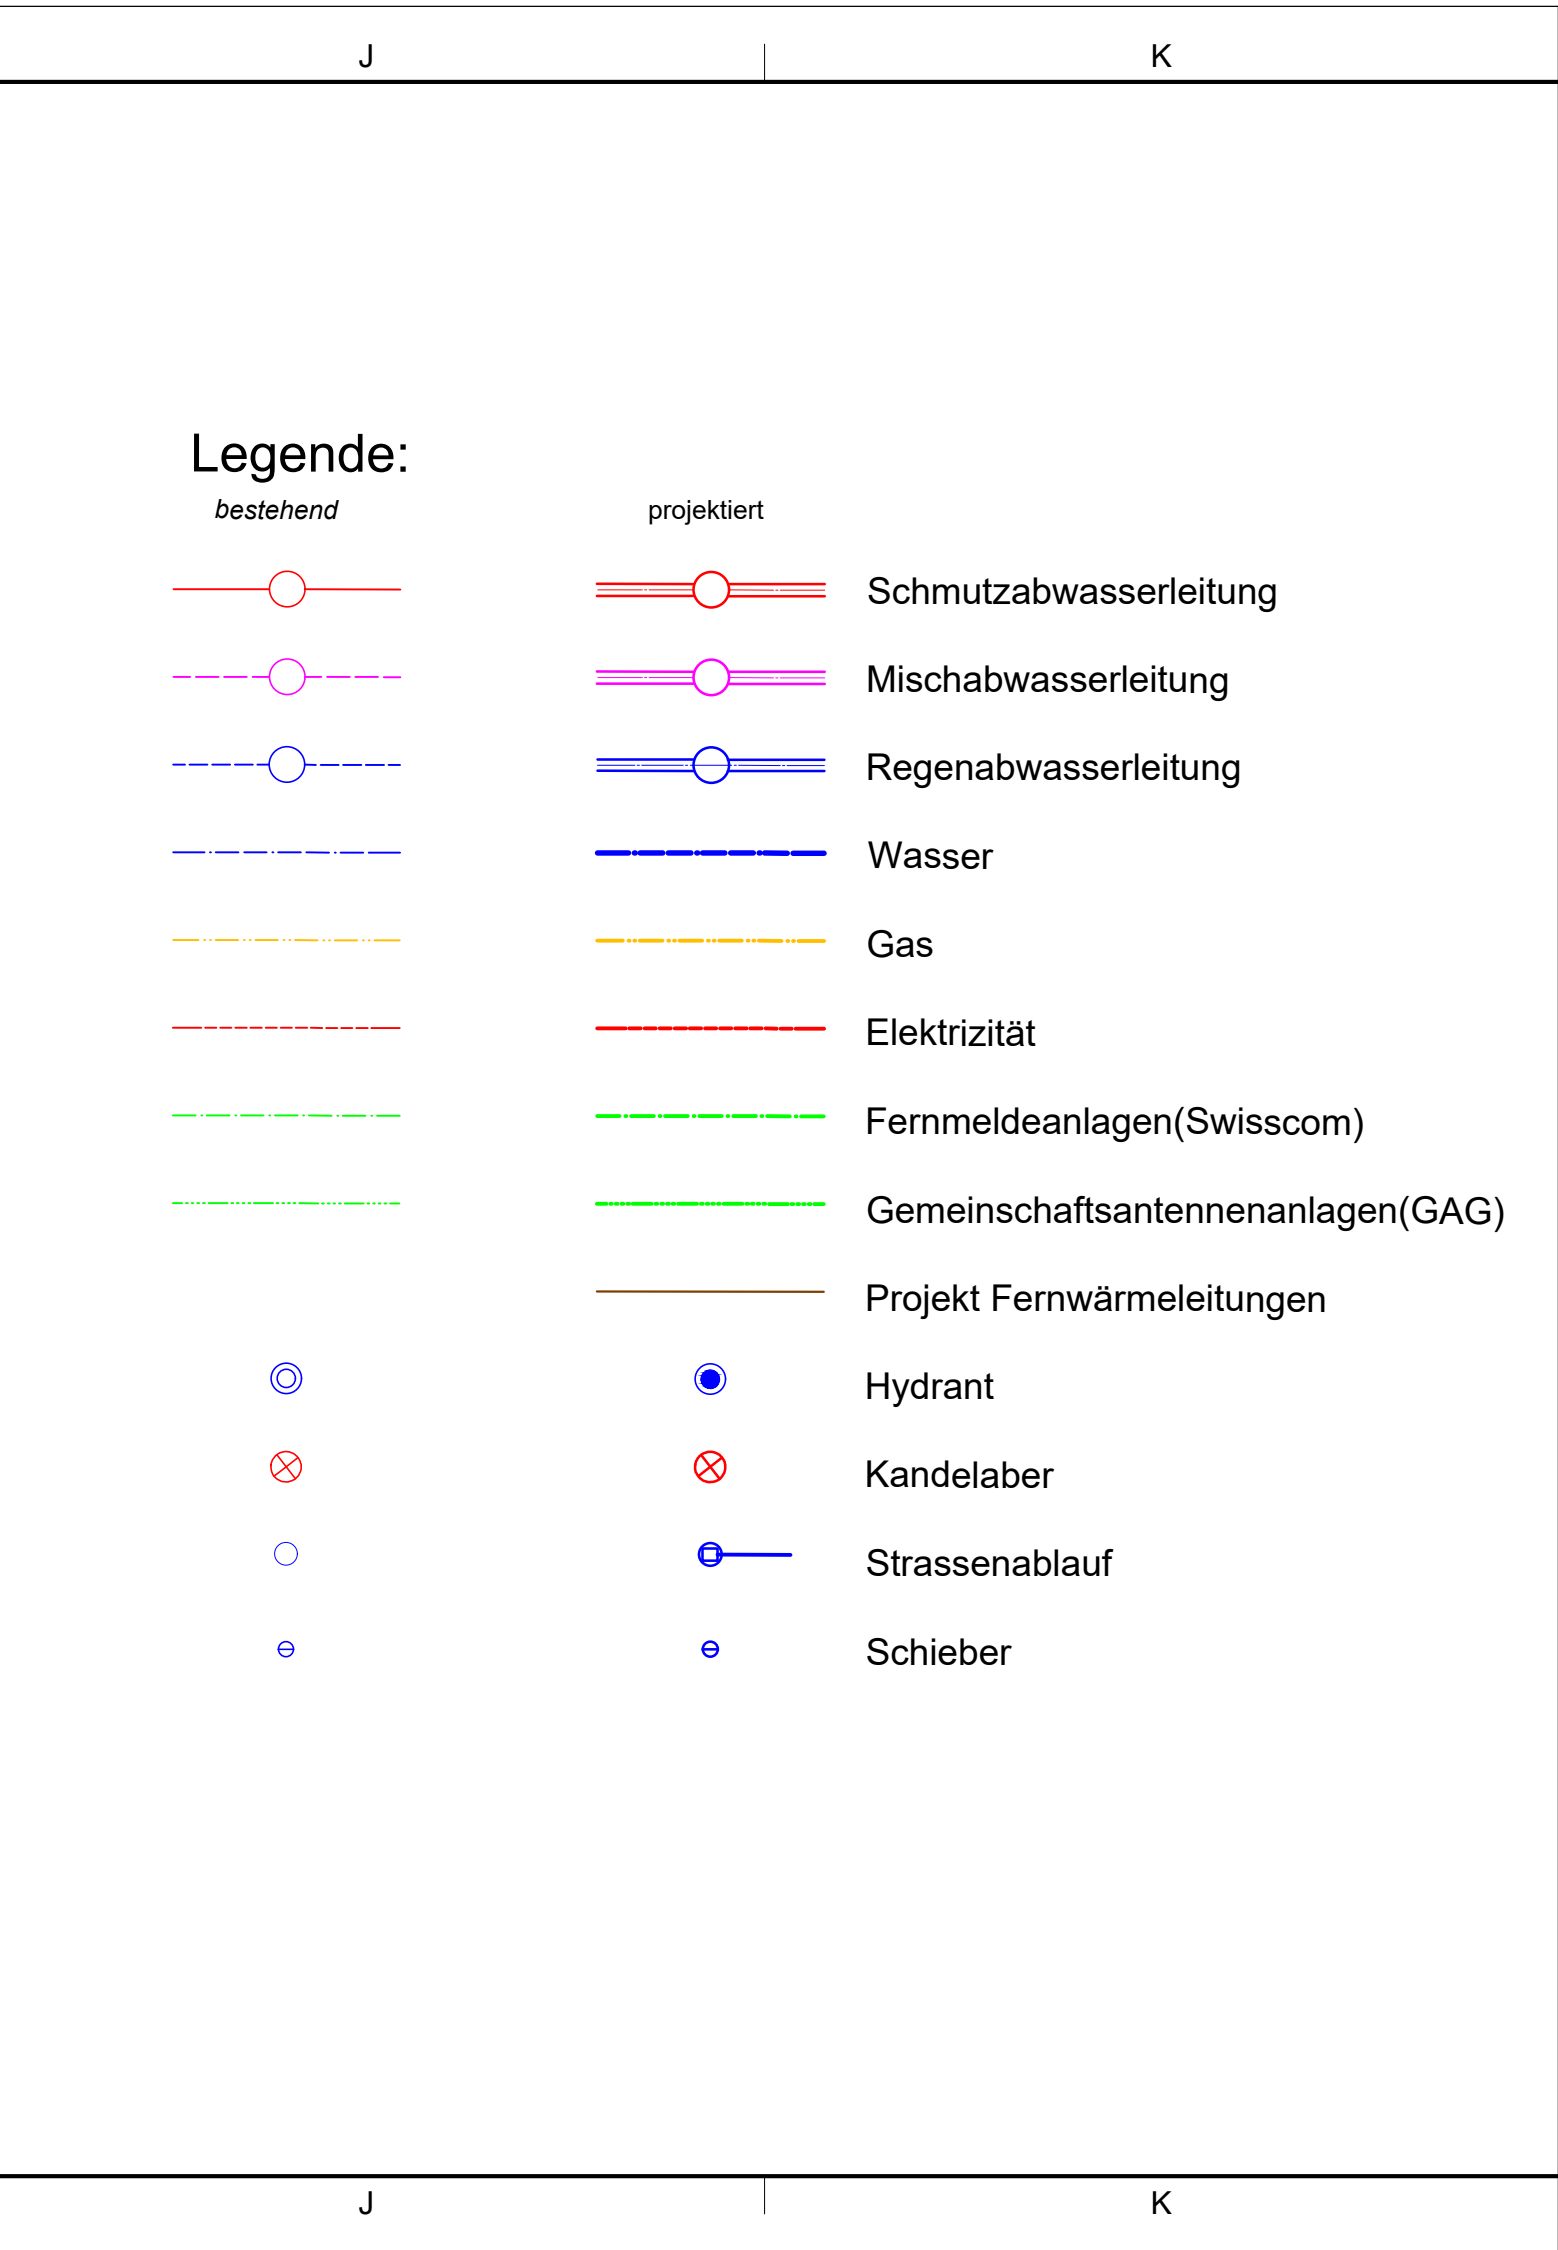 J K
Legende:
bestehend projektiert
Schmutzabwasserleitung
Mischabwasserleitung
Regenabwasserleitung
Wasser
Gas
Elektrizität
Fernmeldeanlagen(Swisscom)
Gemeinschaftsantennenanlagen(GAG)
Projekt Fernwärmeleitungen
Hydrant
Kandelaber
Strassenablauf
Schieber
J K